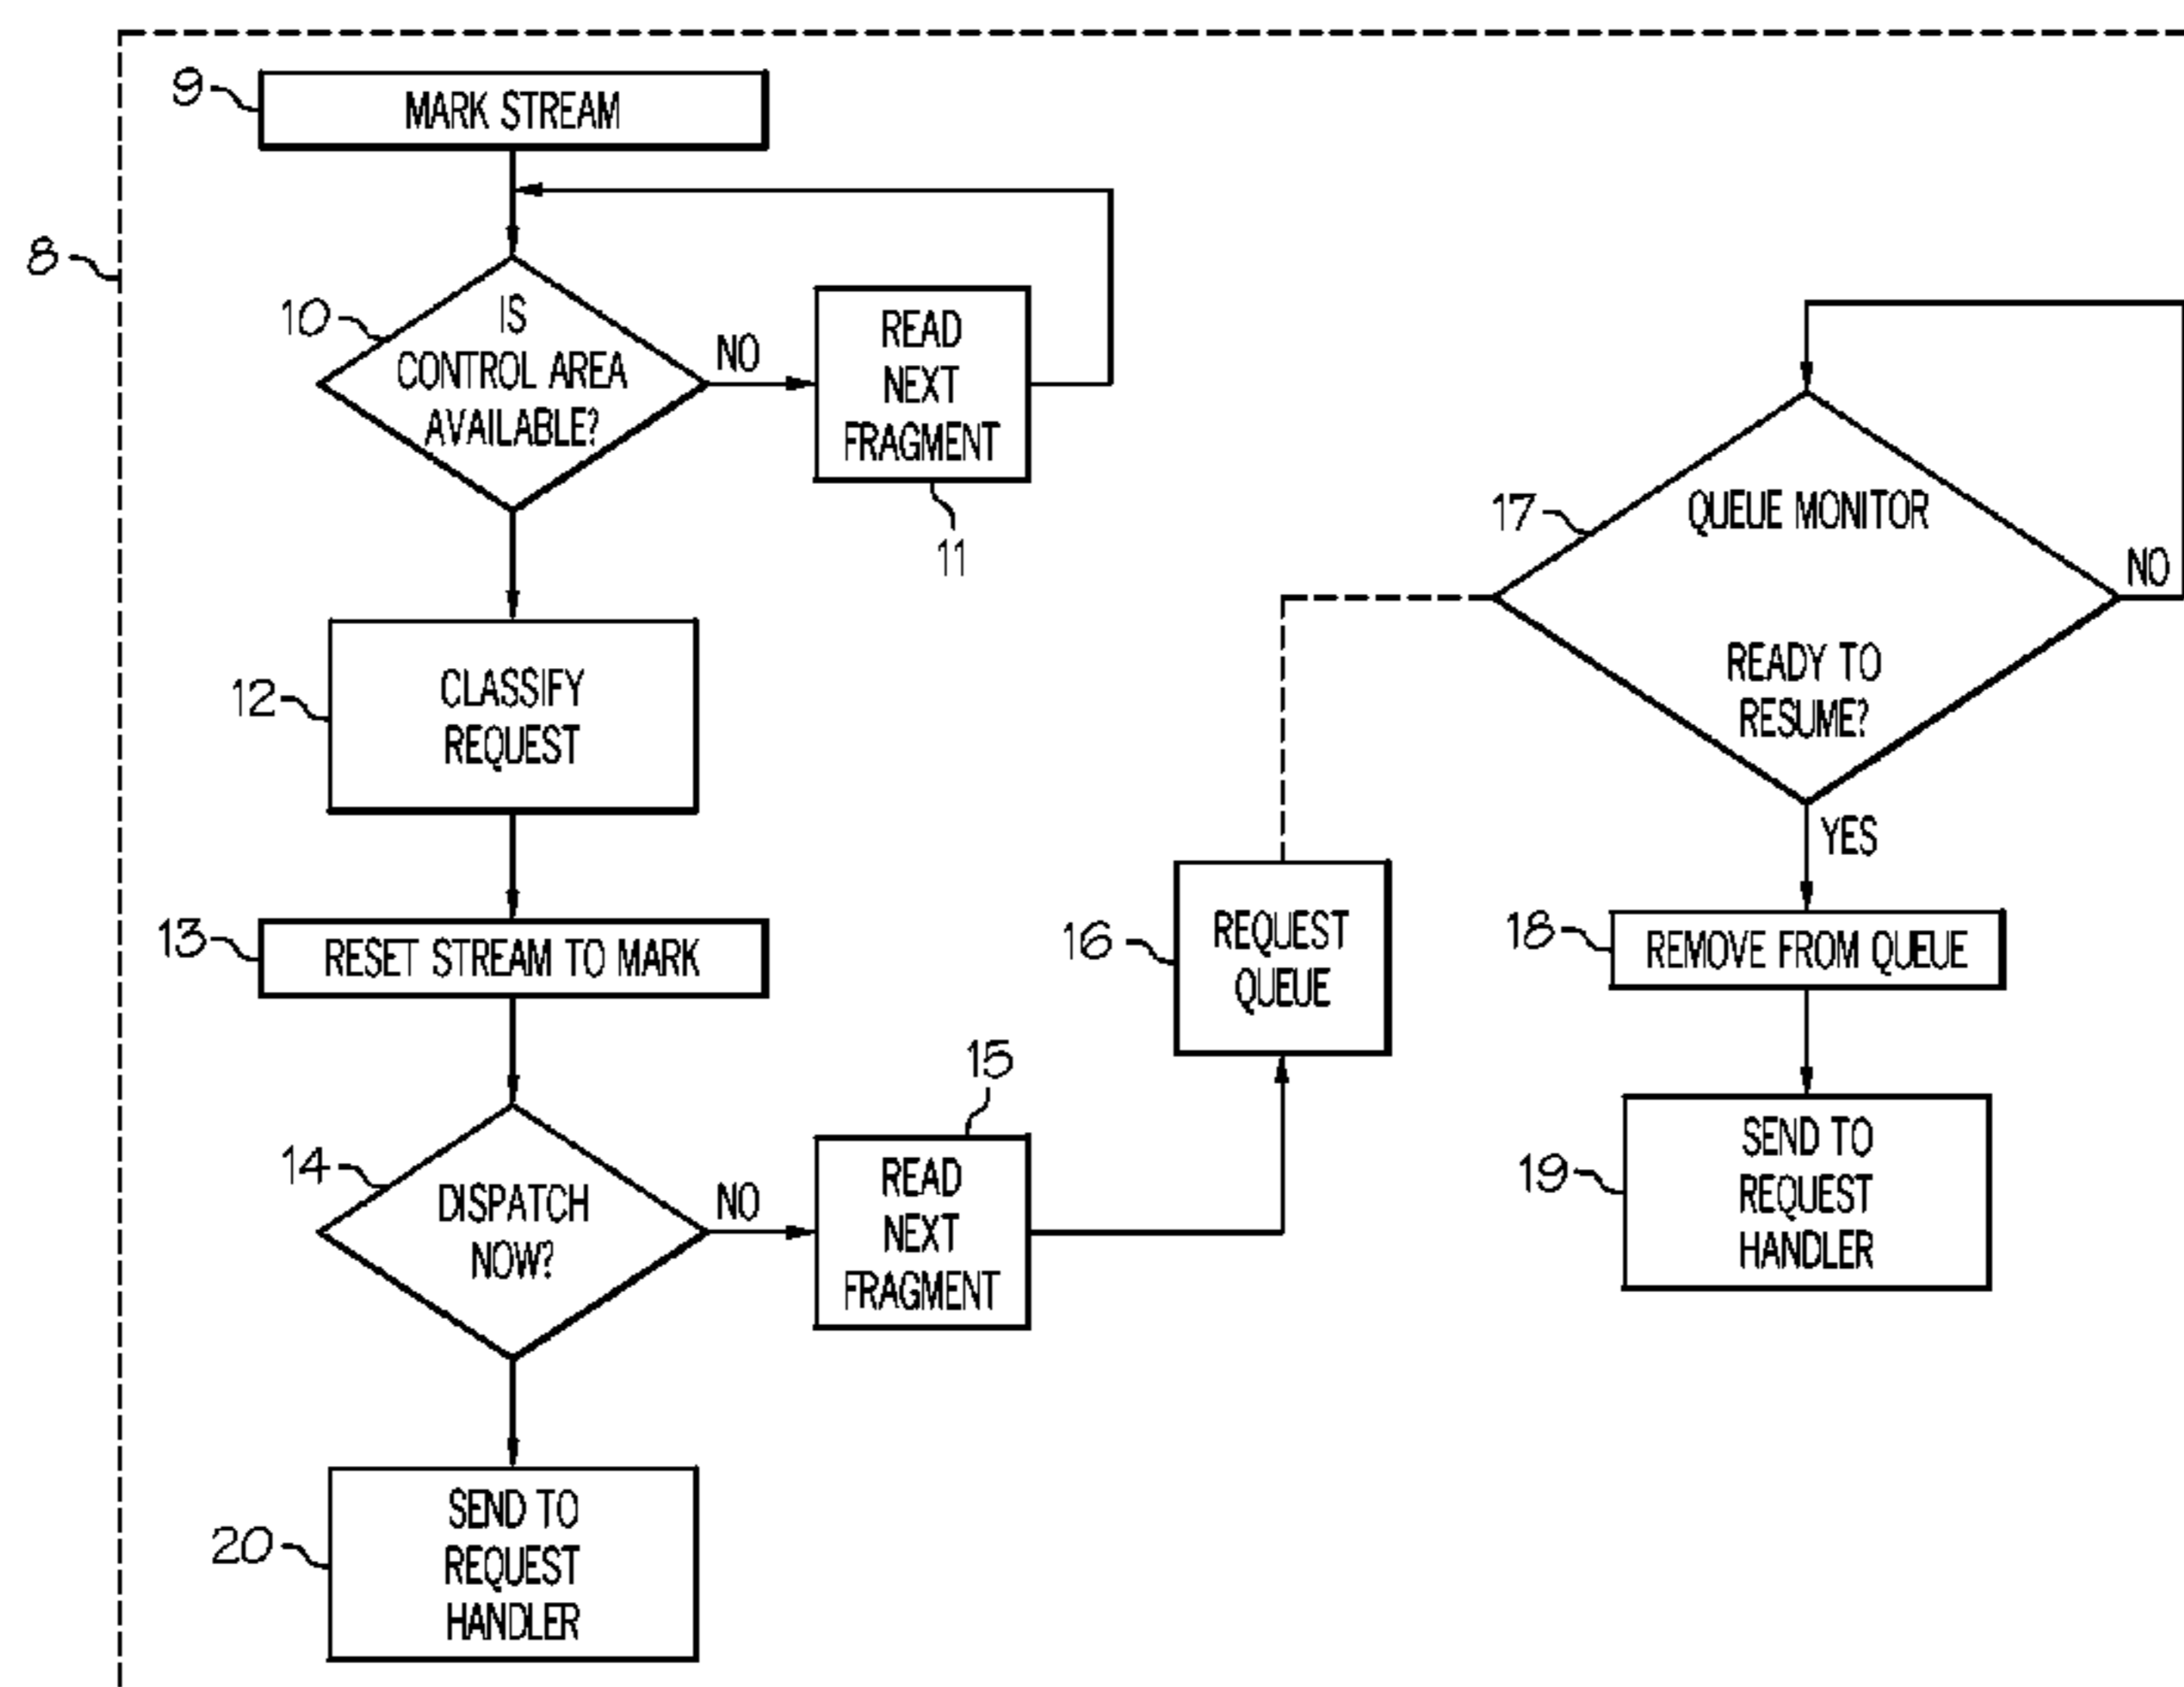 9
MARK STREAM
8
10
IS
CONTROL AREA
AVAILABLE?
NO
READ
NEXT
FRAGMENT
11
12
CLASSIFY
REQUEST
13
RESET STREAM TO MARK
14
DISPATCH
NOW?
NO
15
READ
NEXT
FRAGMENT
20
SEND TO
REQUEST
HANDLER
16
REQUEST
QUEUE
17
QUEUE MONITOR
READY TO
RESUME?
NO
YES
18
REMOVE FROM QUEUE
19
SEND TO
REQUEST
HANDLER